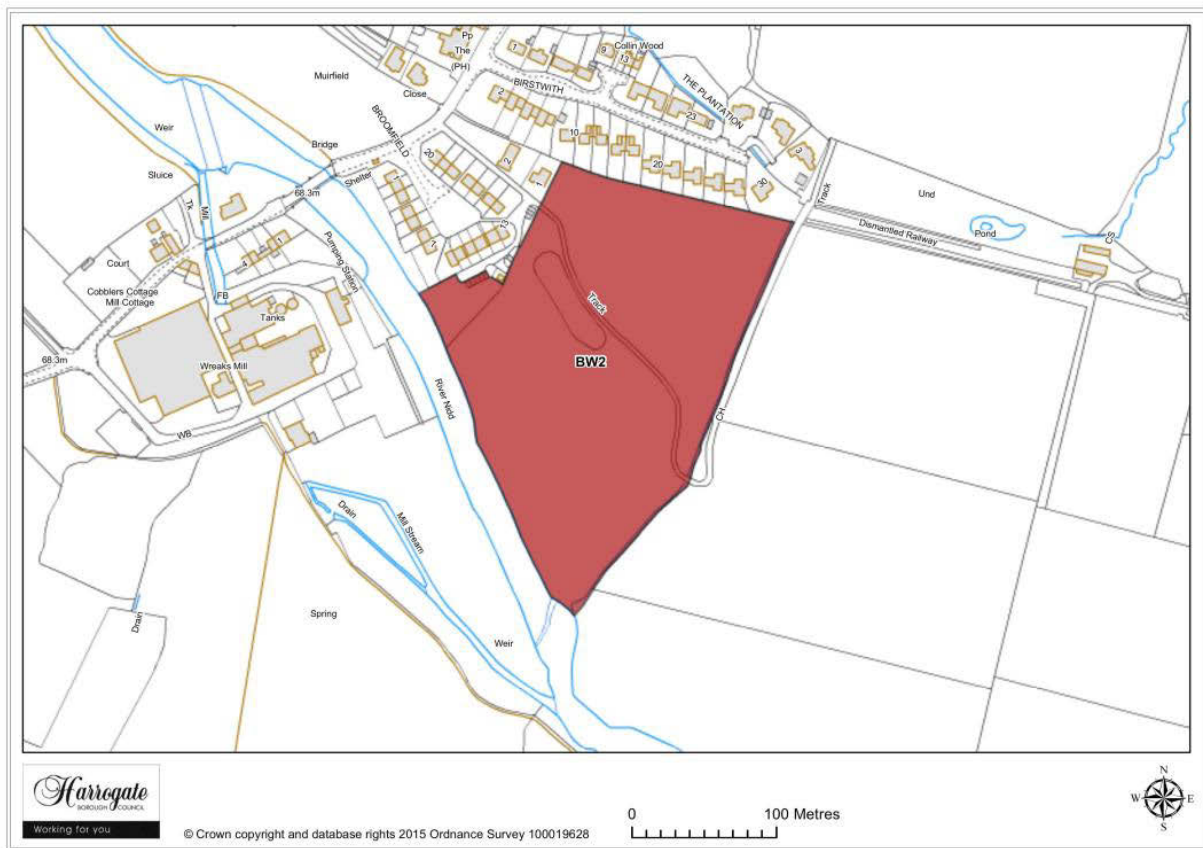 Pp
The
(PH)
1
9
Collin Wood
13
Muirfield
Close
BIRSTWITH
THE PLANTATION
2
23
Weir
Bridge
BROOMFIELD
10
20
2
20
3
Sluice
Shelter
68.3m
1
1
30
Track
Und
Tk
Mill
Dismantled Railway
Pond
CS
4
1
13
1
Pumping Station
Court
Cobblers Cottage
Mill Cottage
FB
Tanks
Track
68.3m
Wreaks Mill
BW2
River Nidd
CH
WB
Drain
Mill Stream
Drain
Spring
Weir
Harrogate
BOROUGH COUNCIL
Working for you
© Crown copyright and database rights 2015 Ordnance Survey 100019628
0 100 Metres
N
W E
S